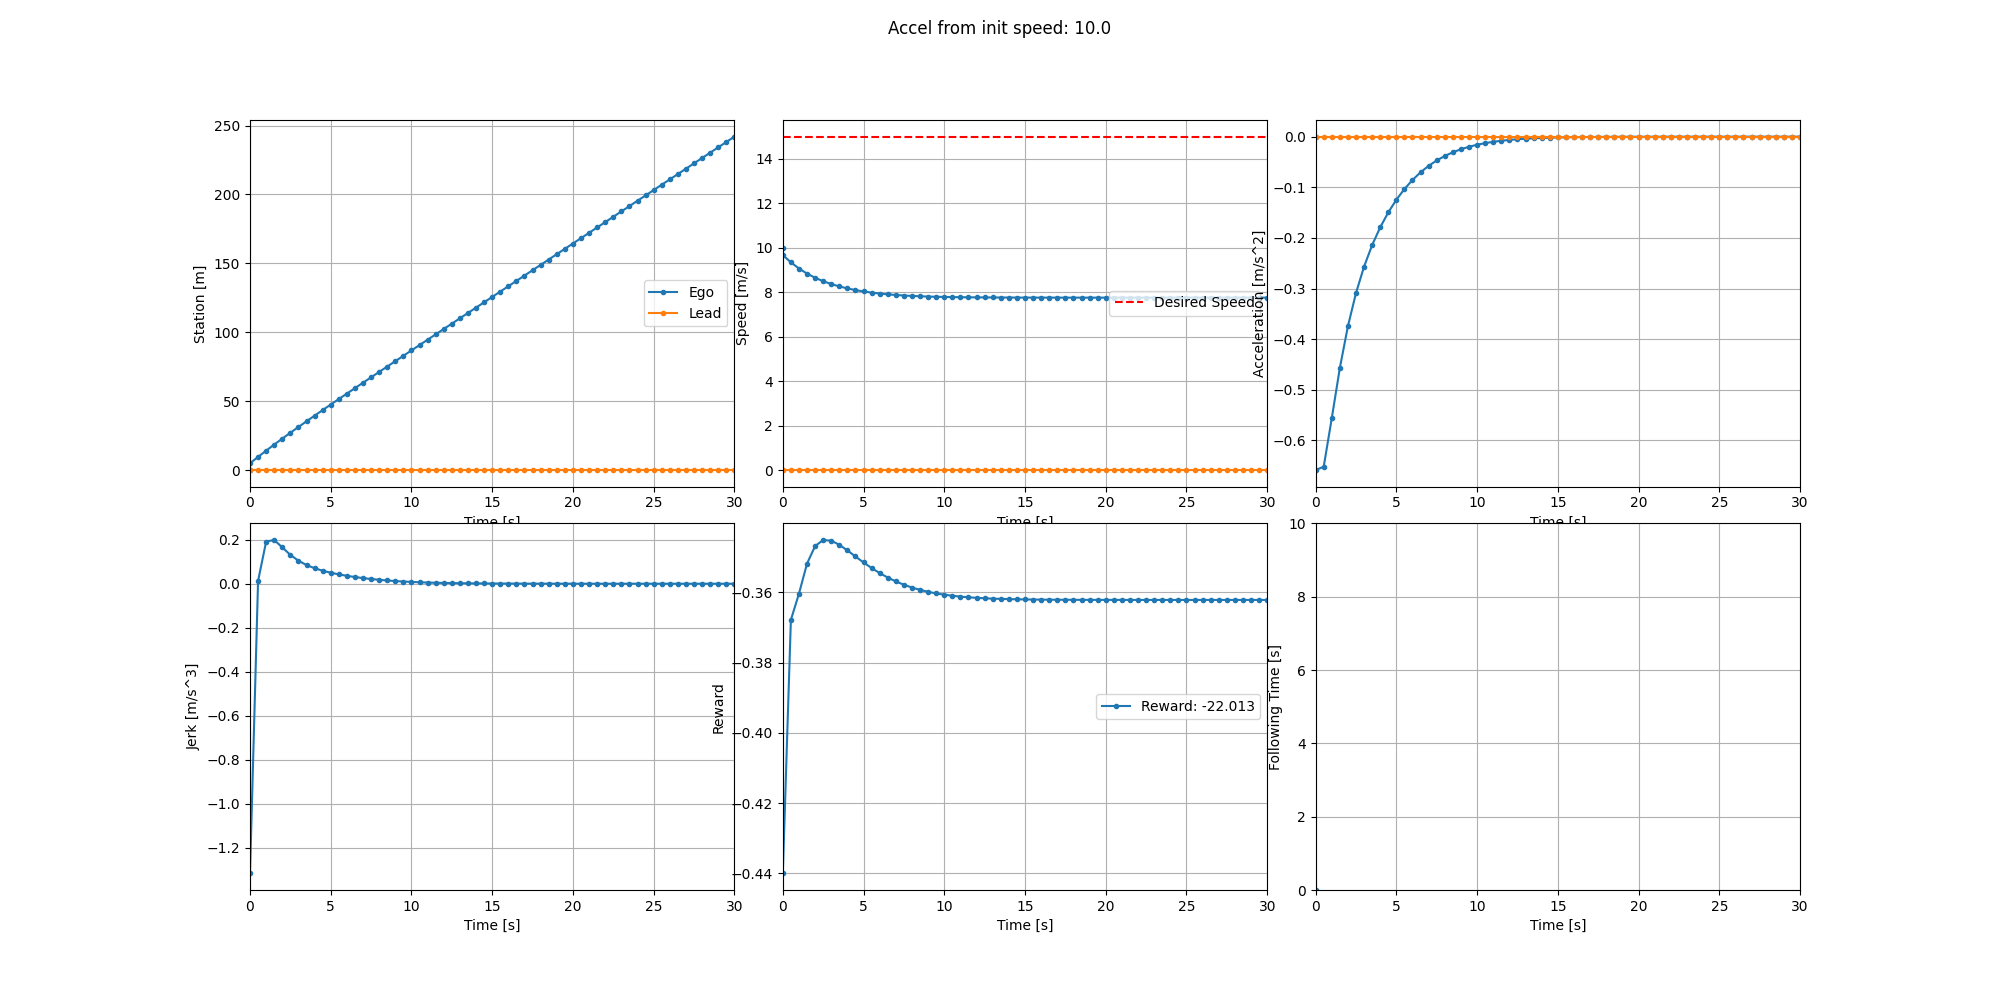 Accel from init speed: 10.0
Station [m]
250
200
150
100
50
0
0 5 10 15 20 25 30
Time [s]
Ego
Lead
Speed [m/s]
14
12
10
8
6
4
2
0
0 5 10 15 20 25 30
Time [s]
Desired Speed
Acceleration [m/s^2]
0.0
−0.1
−0.2
−0.3
−0.4
−0.5
−0.6
0 5 10 15 20 25 30
Time [s]
Jerk [m/s^3]
0.2
0.0
−0.2
−0.4
−0.6
−0.8
−1.0
−1.2
0 5 10 15 20 25 30
Time [s]
Reward
−0.36
−0.38
−0.40
−0.42
−0.44
0 5 10 15 20 25 30
Time [s]
Reward: -22.013
Following Time [s]
10
8
6
4
2
0
0 5 10 15 20 25 30
Time [s]